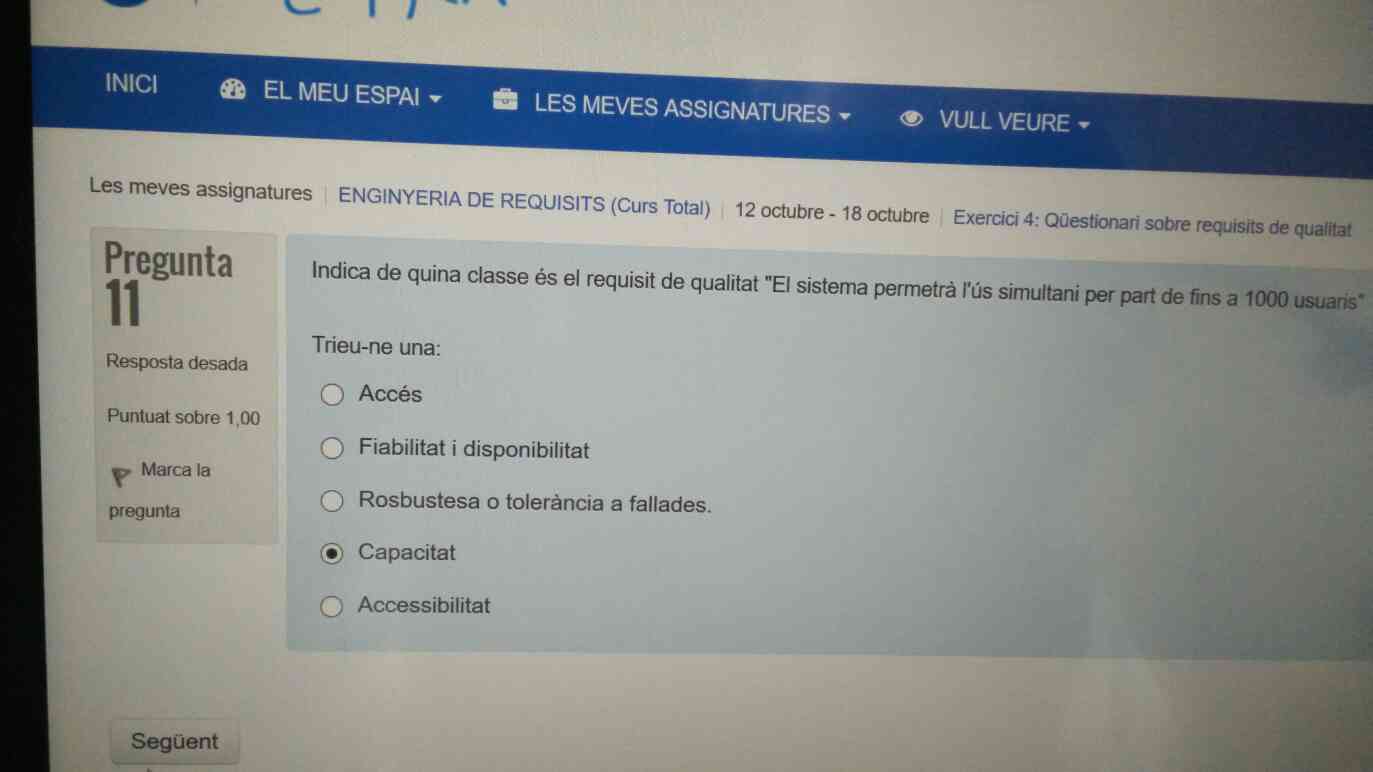 INICI EL MEU ESPAI LES MEVES ASSIGNATURES VULL VEURE
Les meves assignatures ENGINYERIA DE REQUISITS (Curs Total) 12 octubre - 18 octubre Exercici 4: Qüestionari sobre requisits de qualitat
Pregunta
11
Resposta desada
Puntuat sobre 1,00
Marca la
pregunta
Indica de quina classe és el requisit de qualitat "El sistema permetrà l'ús simultani per part de fins a 1000 usuaris"
Trieu-ne una:
Accés
Fiabilitat i disponibilitat
Rosbustesa o tolerància a fallades.
Capacitat
Accessibilitat
Següent